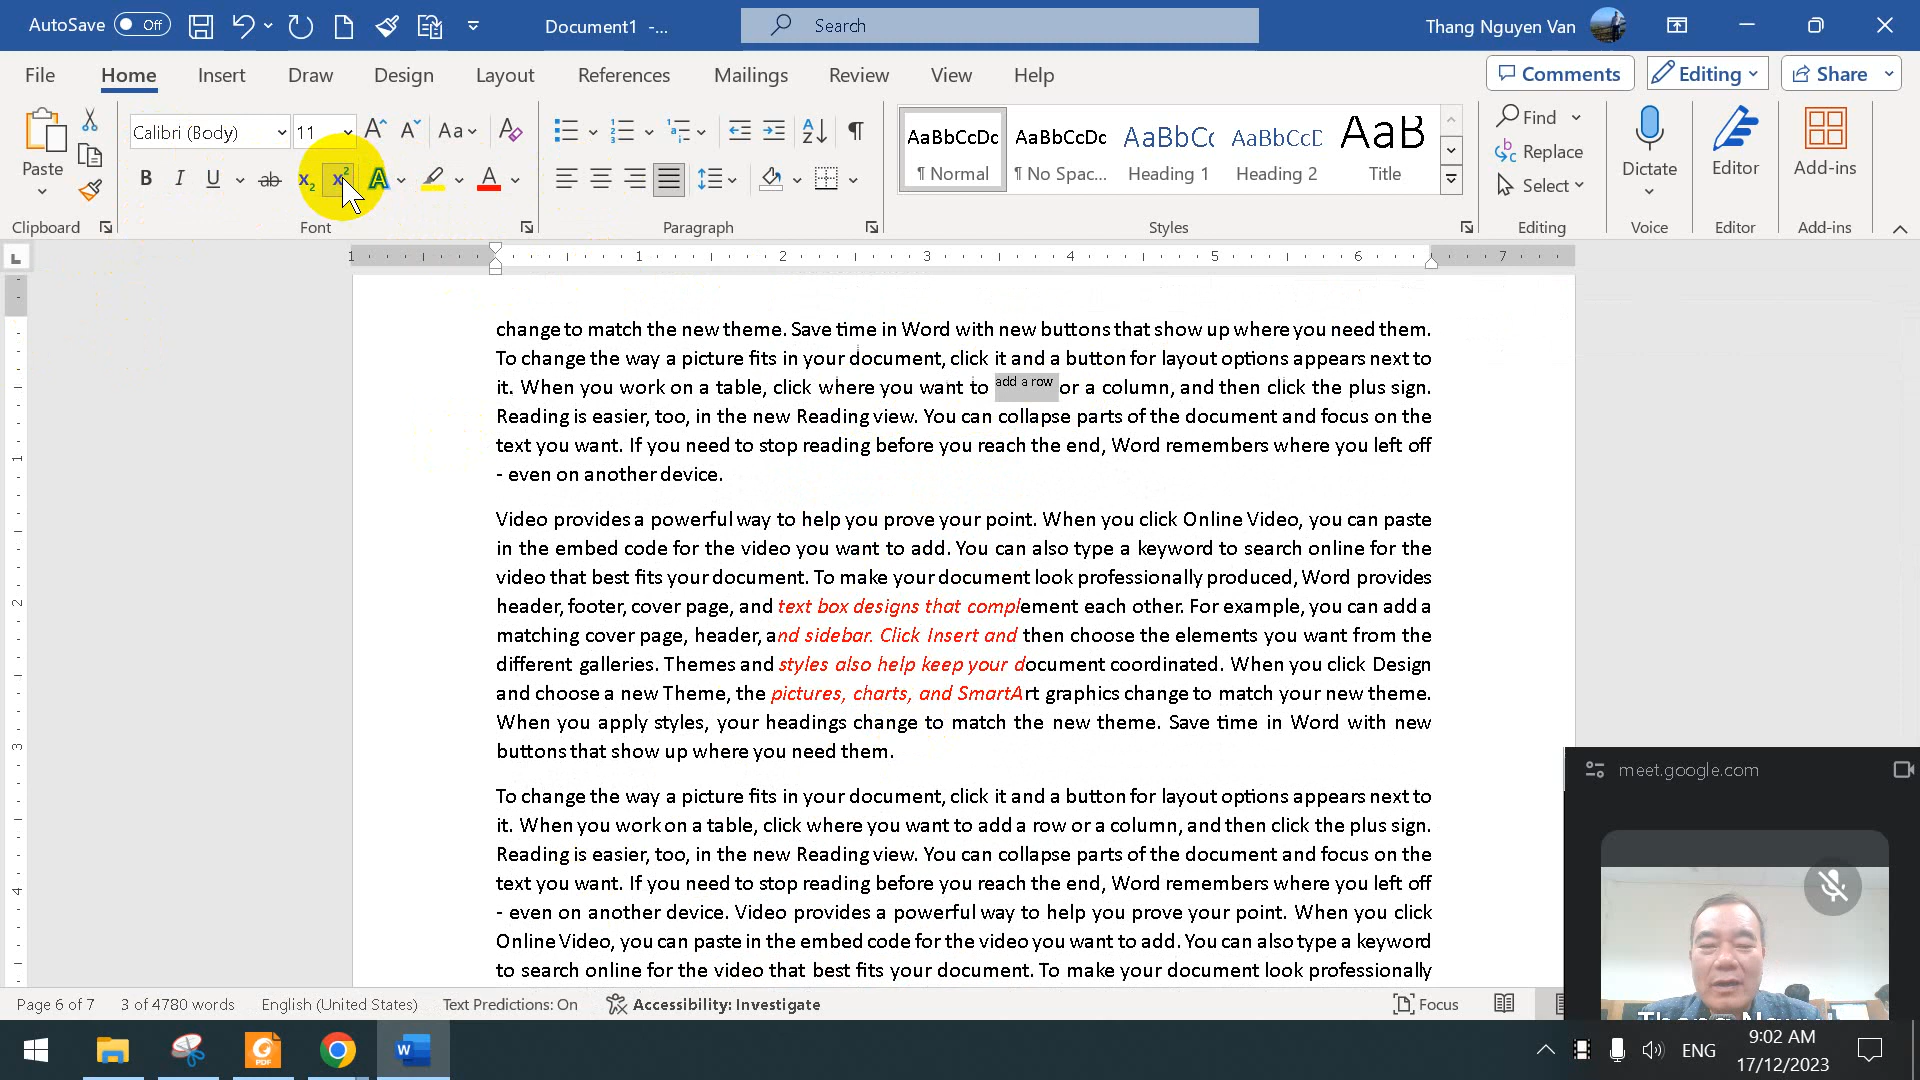 AutoSave Off Document1 -... Search Thang Nguyen Van
File Home Insert Draw Design Layout References Mailings Review View Help Comments Editing Share
Calibri (Body) 11 Aa A
AaBbCcDc AaBbCcDc AaBbC AaBbCcD AaB
Find
Replace
Select
Paste B I U ab x2 x2 A A
¶ Normal ¶ No Spac... Heading 1 Heading 2 Title
Dictate Editor Add-ins
Clipboard Font Paragraph Styles Editing Voice Editor Add-ins
1 1 2 3 4 5 6 7
change to match the new theme. Save time in Word with new buttons that show up where you need them.
To change the way a picture fits in your document, click it and a button for layout options appears next to
it. When you work on a table, click where you want to add a row or a column, and then click the plus sign.
Reading is easier, too, in the new Reading view. You can collapse parts of the document and focus on the
text you want. If you need to stop reading before you reach the end, Word remembers where you left off
- even on another device.
Video provides a powerful way to help you prove your point. When you click Online Video, you can paste
in the embed code for the video you want to add. You can also type a keyword to search online for the
video that best fits your document. To make your document look professionally produced, Word provides
header, footer, cover page, and text box designs that complement each other. For example, you can add a
matching cover page, header, and sidebar. Click Insert and then choose the elements you want from the
different galleries. Themes and styles also help keep your document coordinated. When you click Design
and choose a new Theme, the pictures, charts, and SmartArt graphics change to match your new theme.
When you apply styles, your headings change to match the new theme. Save time in Word with new
buttons that show up where you need them.
To change the way a picture fits in your document, click it and a button for layout options appears next to
it. When you work on a table, click where you want to add a row or a column, and then click the plus sign.
Reading is easier, too, in the new Reading view. You can collapse parts of the document and focus on the
text you want. If you need to stop reading before you reach the end, Word remembers where you left off
- even on another device. Video provides a powerful way to help you prove your point. When you click
Online Video, you can paste in the embed code for the video you want to add. You can also type a keyword
to search online for the video that best fits your document. To make your document look professionally
1
2
3
4
meet.google.com
Page 6 of 7 3 of 4780 words English (United States) Text Predictions: On Accessibility: Investigate Focus
PDF W ENG 9:02 AM
17/12/2023